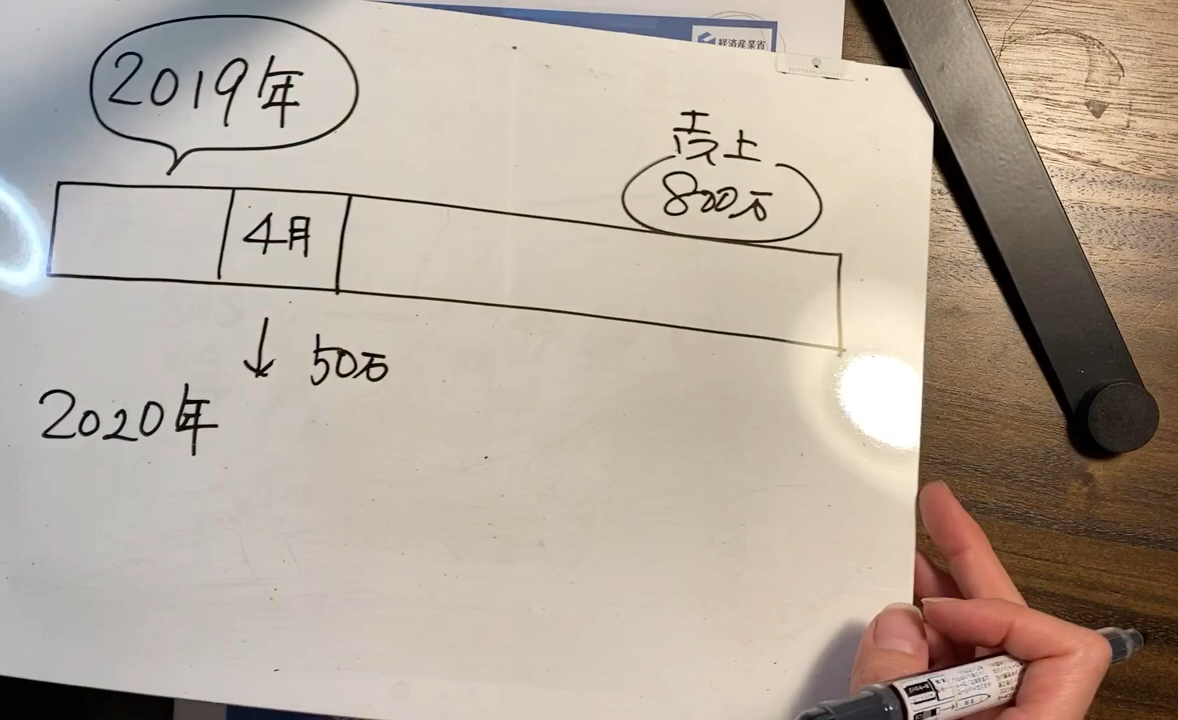 経済産業省
2019年
売上
800万
4月
↓ 50万
2020年